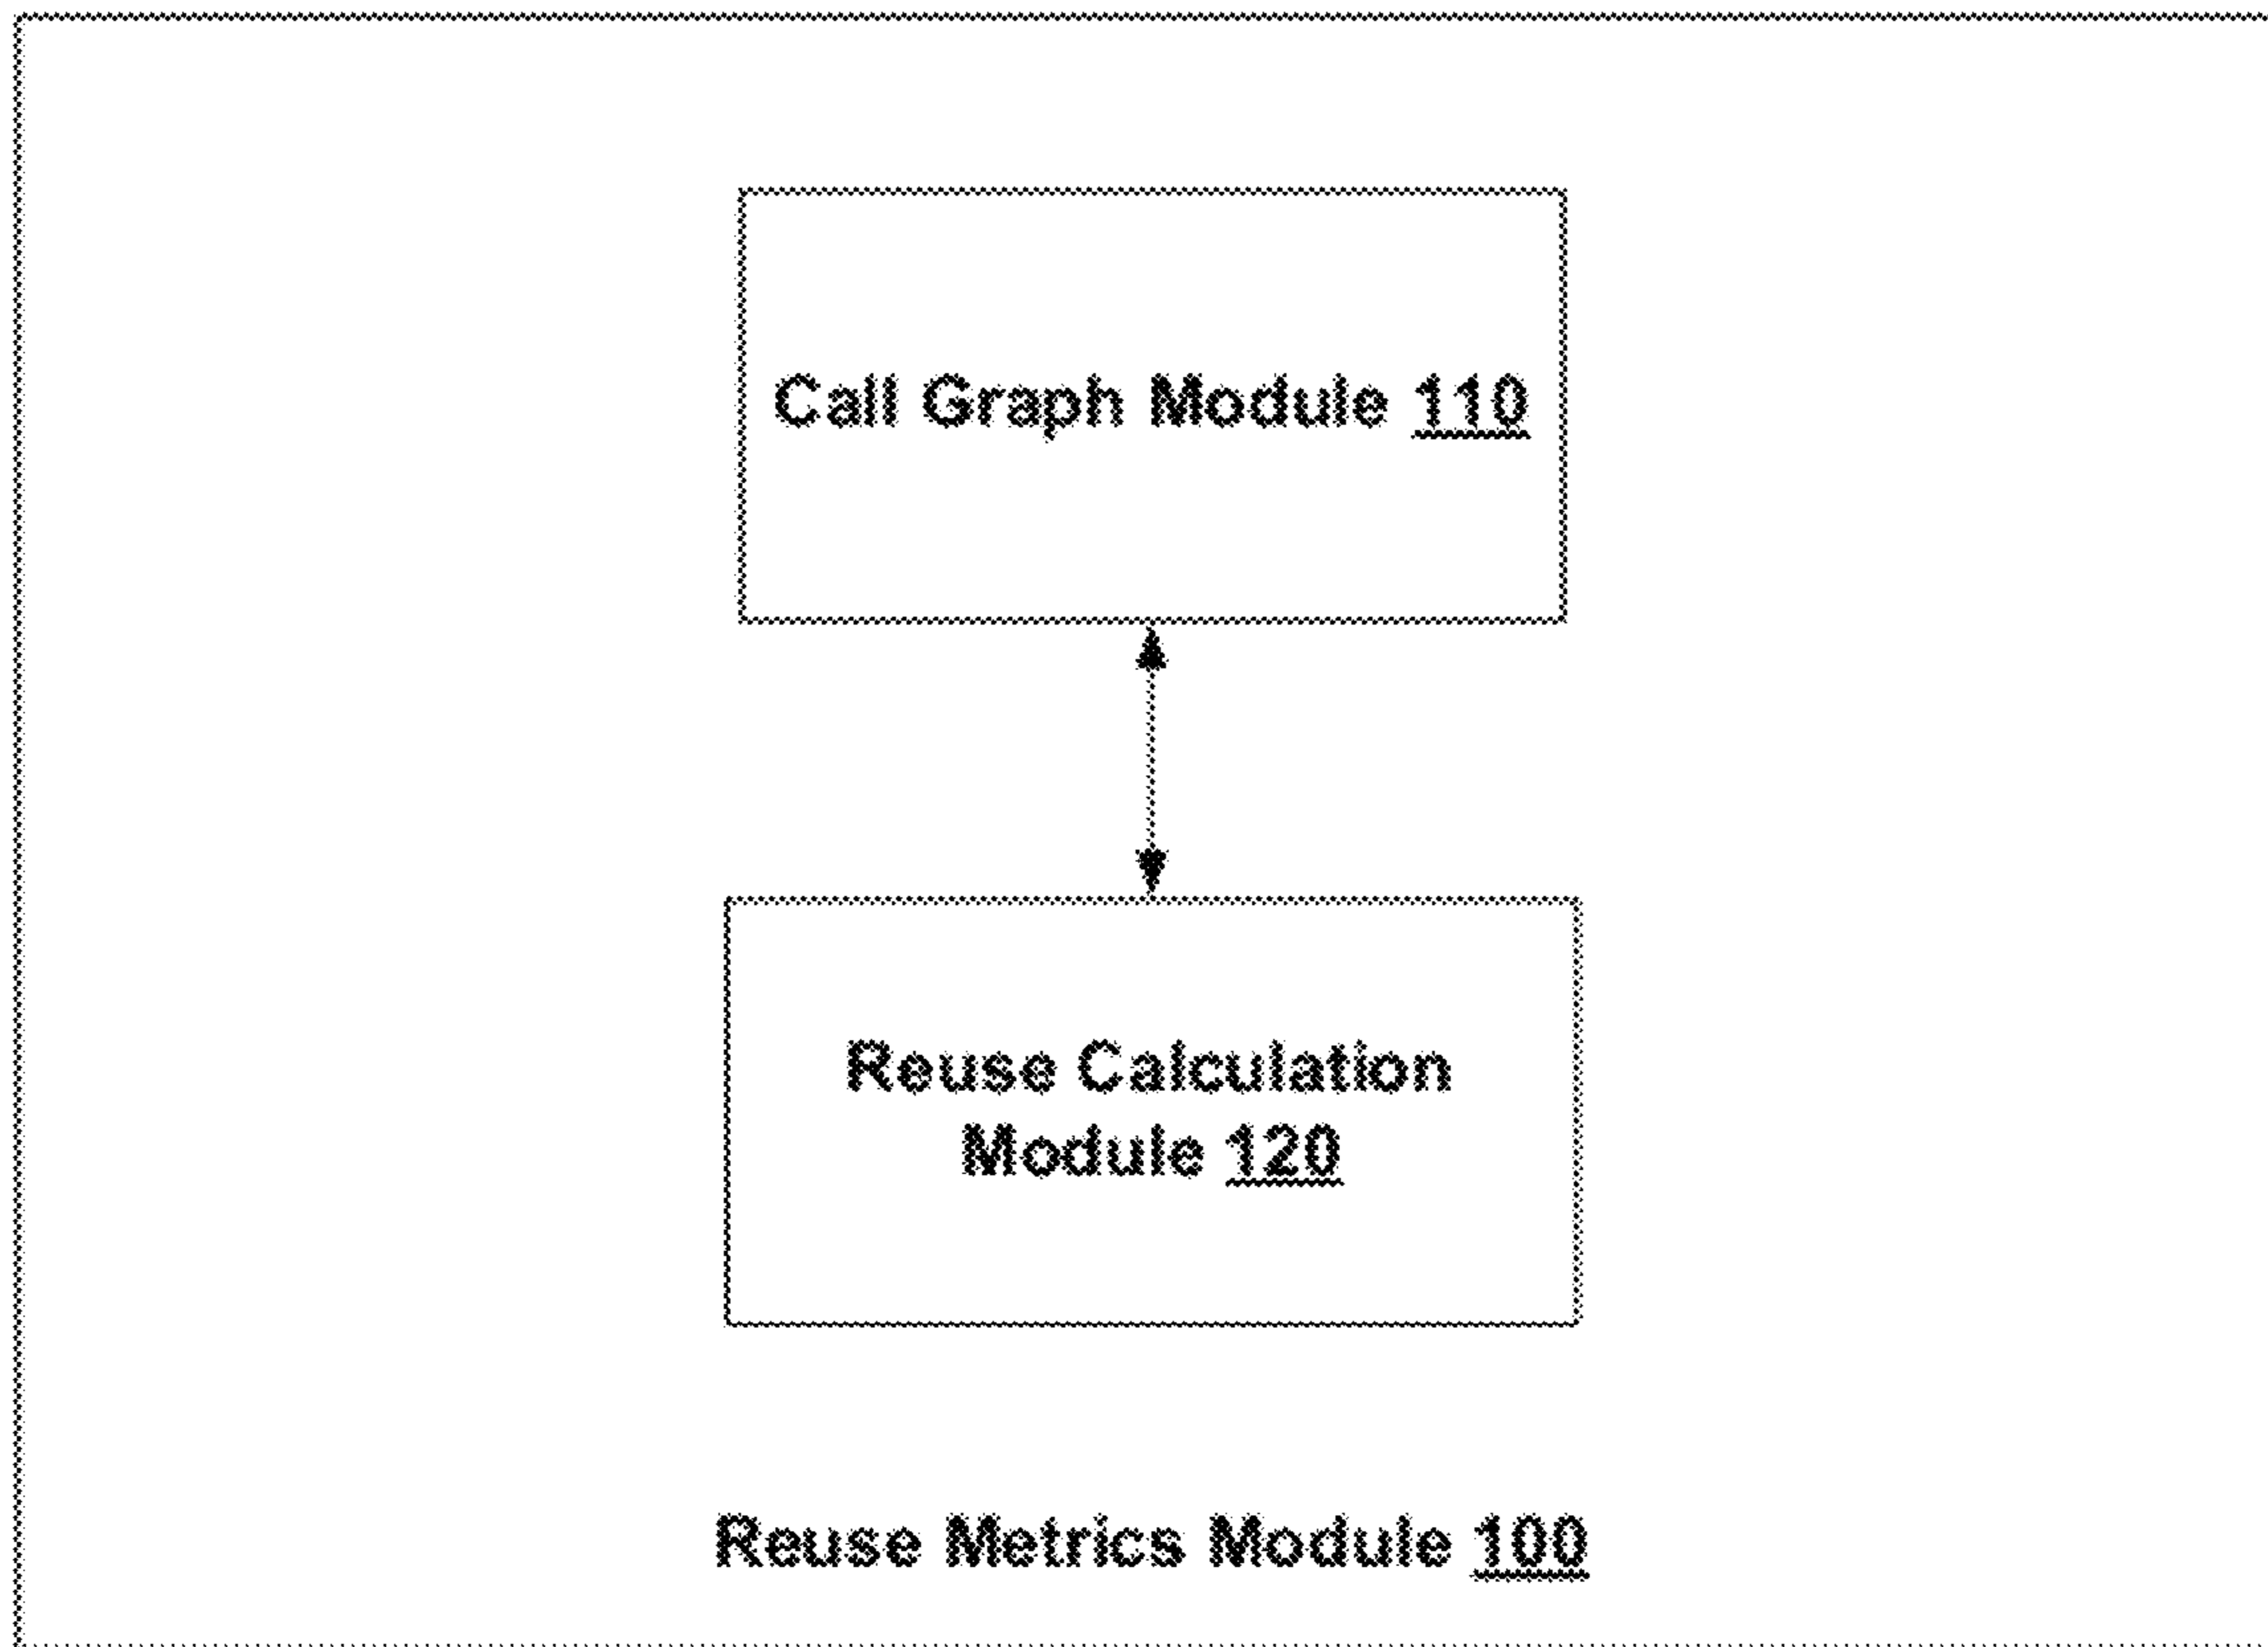 Call Graph Module 110
Reuse Calculation
Module 120
Reuse Metrics Module 100